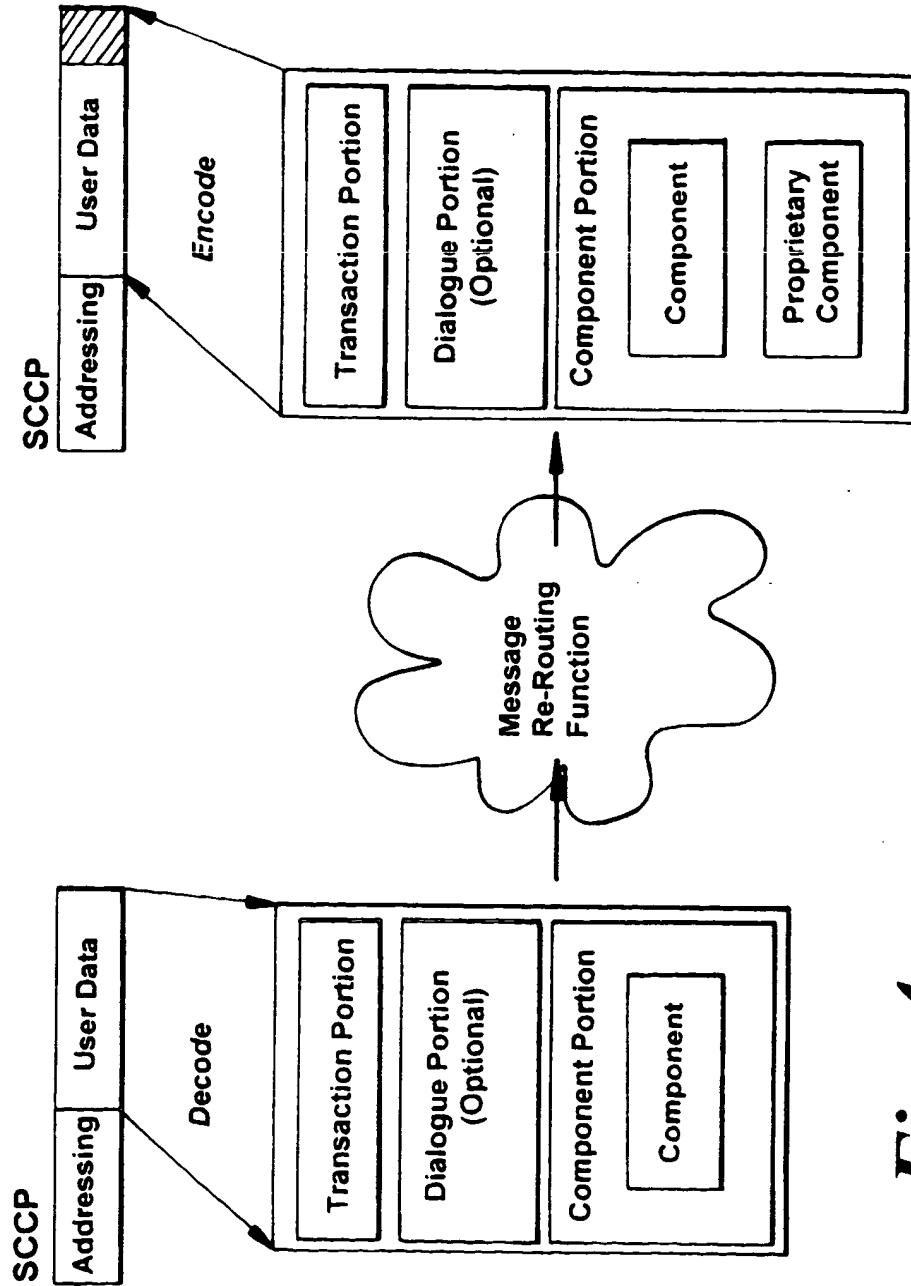 SCCP
Addressing
User Data
Decode
Transaction Portion
Dialogue Portion
(Optional)
Component Portion
Component
Message
Re-Routing
Function
SCCP
Addressing
User Data
Encode
Transaction Portion
Dialogue Portion
(Optional)
Component Portion
Component
Proprietary
Component